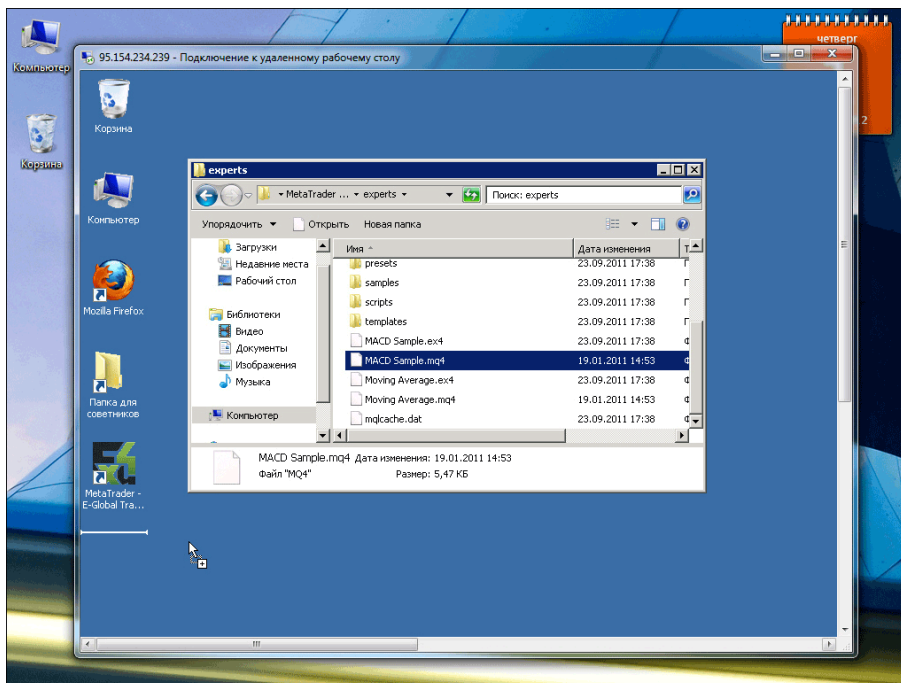 четверг
2
Компьютер
Корзина
95.154.234.239 - Подключение к удаленному рабочему столу
Корзина
Компьютер
Mozilla Firefox
Папка для
советников
MetaTrader -
E-Global Tra...
experts
MetaTrader ... experts
Поиск: experts
Упорядочить Открыть Новая папка
Загрузки
Недавние места
Рабочий стол
Библиотеки
Видео
Документы
Изображения
Музыка
Компьютер
Имя Дата изменения
presets 23.09.2011 17:38
samples 23.09.2011 17:38
scripts 23.09.2011 17:38
templates 23.09.2011 17:38
MACD Sample.ex4 23.09.2011 17:38
MACD Sample.mq4 19.01.2011 14:53
Moving Average.ex4 23.09.2011 17:38
Moving Average.mq4 19.01.2011 14:53
mqlcache.dat 23.09.2011 17:38
MACD Sample.mq4 Дата изменения: 19.01.2011 14:53
Файл "MQ4" Размер: 5,47 КБ